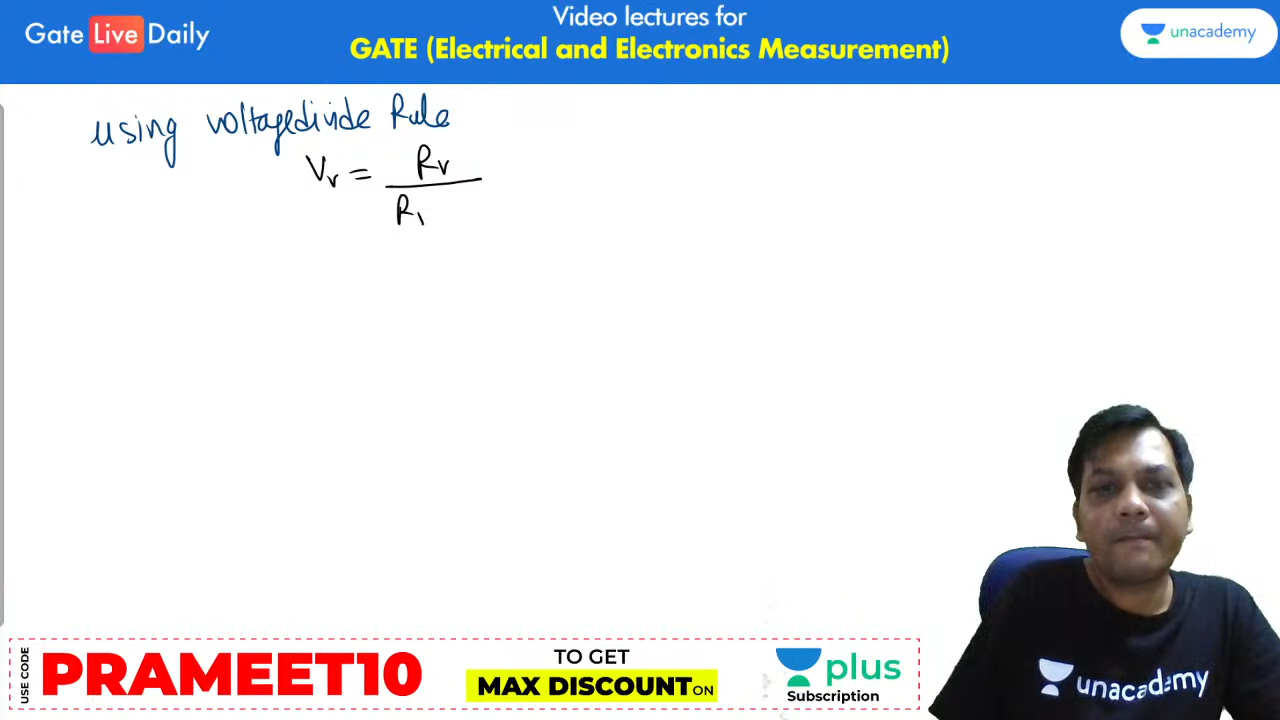 Gate Live Daily
Video lectures for
GATE (Electrical and Electronics Measurement)
unacademy
using voltagedivide Rule
Vv = Rv
R1
unacademy
USE CODE
PRAMEET10
TO GET
MAX DISCOUNT ON
plus
Subscription